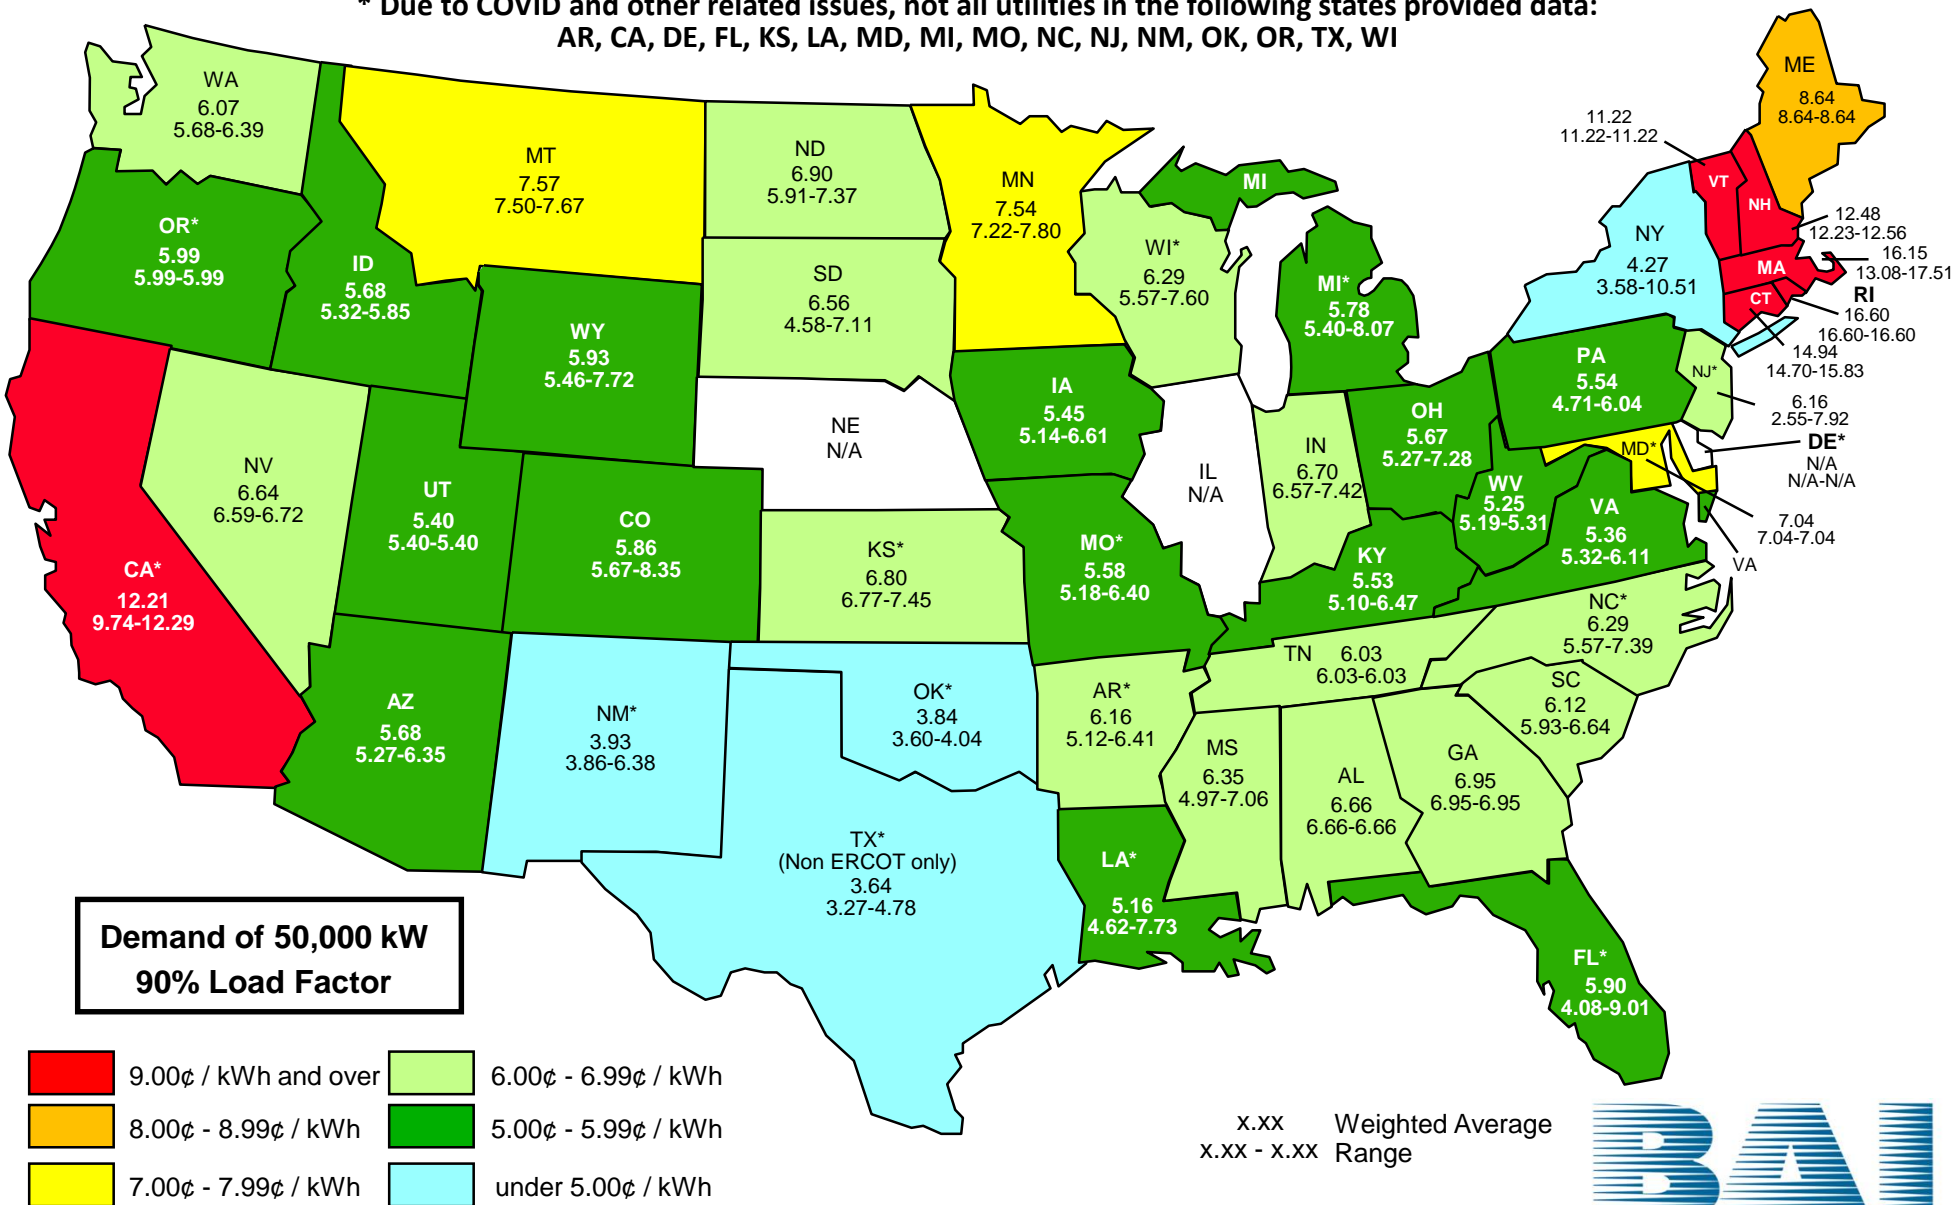 * Due to COVID and other related issues, not all utilities in the following states provided data:
AR, CA, DE, FL, KS, LA, MD, MI, MO, NC, NJ, NM, OK, OR, TX, WI
WA
6.07
5.68-6.39
MT
7.57
7.50-7.67
ND
6.90
5.91-7.37
MN
7.54
7.22-7.80
MI
ME
8.64
8.64-8.64
11.22
11.22-11.22
VT
NH
12.48
12.23-12.56
OR*
5.99
5.99-5.99
ID
5.68
5.32-5.85
WY
5.93
5.46-7.72
SD
6.56
4.58-7.11
WI*
6.29
5.57-7.60
MI*
5.78
5.40-8.07
NY
4.27
3.58-10.51
MA
16.15
13.08-17.51
CT
RI
16.60
16.60-16.60
14.94
14.70-15.83
PA
5.54
4.71-6.04
NJ*
6.16
2.55-7.92
DE*
N/A
N/A-N/A
MD*
7.04
7.04-7.04
VA
NV
6.64
6.59-6.72
UT
5.40
5.40-5.40
CO
5.86
5.67-8.35
NE
N/A
IA
5.45
5.14-6.61
IL
N/A
IN
6.70
6.57-7.42
OH
5.67
5.27-7.28
WV
5.25
5.19-5.31
VA
5.36
5.32-6.11
CA*
12.21
9.74-12.29
KS*
6.80
6.77-7.45
MO*
5.58
5.18-6.40
KY
5.53
5.10-6.47
NC*
6.29
5.57-7.39
TN 6.03
6.03-6.03
SC
6.12
5.93-6.64
AZ
5.68
5.27-6.35
NM*
3.93
3.86-6.38
OK*
3.84
3.60-4.04
AR*
6.16
5.12-6.41
MS
6.35
4.97-7.06
AL
6.66
6.66-6.66
GA
6.95
6.95-6.95
TX*
(Non ERCOT only)
3.64
3.27-4.78
LA*
5.16
4.62-7.73
FL*
5.90
4.08-9.01
Demand of 50,000 kW
90% Load Factor
9.00¢ / kWh and over
6.00¢ - 6.99¢ / kWh
8.00¢ - 8.99¢ / kWh
5.00¢ - 5.99¢ / kWh
7.00¢ - 7.99¢ / kWh
under 5.00¢ / kWh
x.xx Weighted Average
x.xx - x.xx Range
BAI